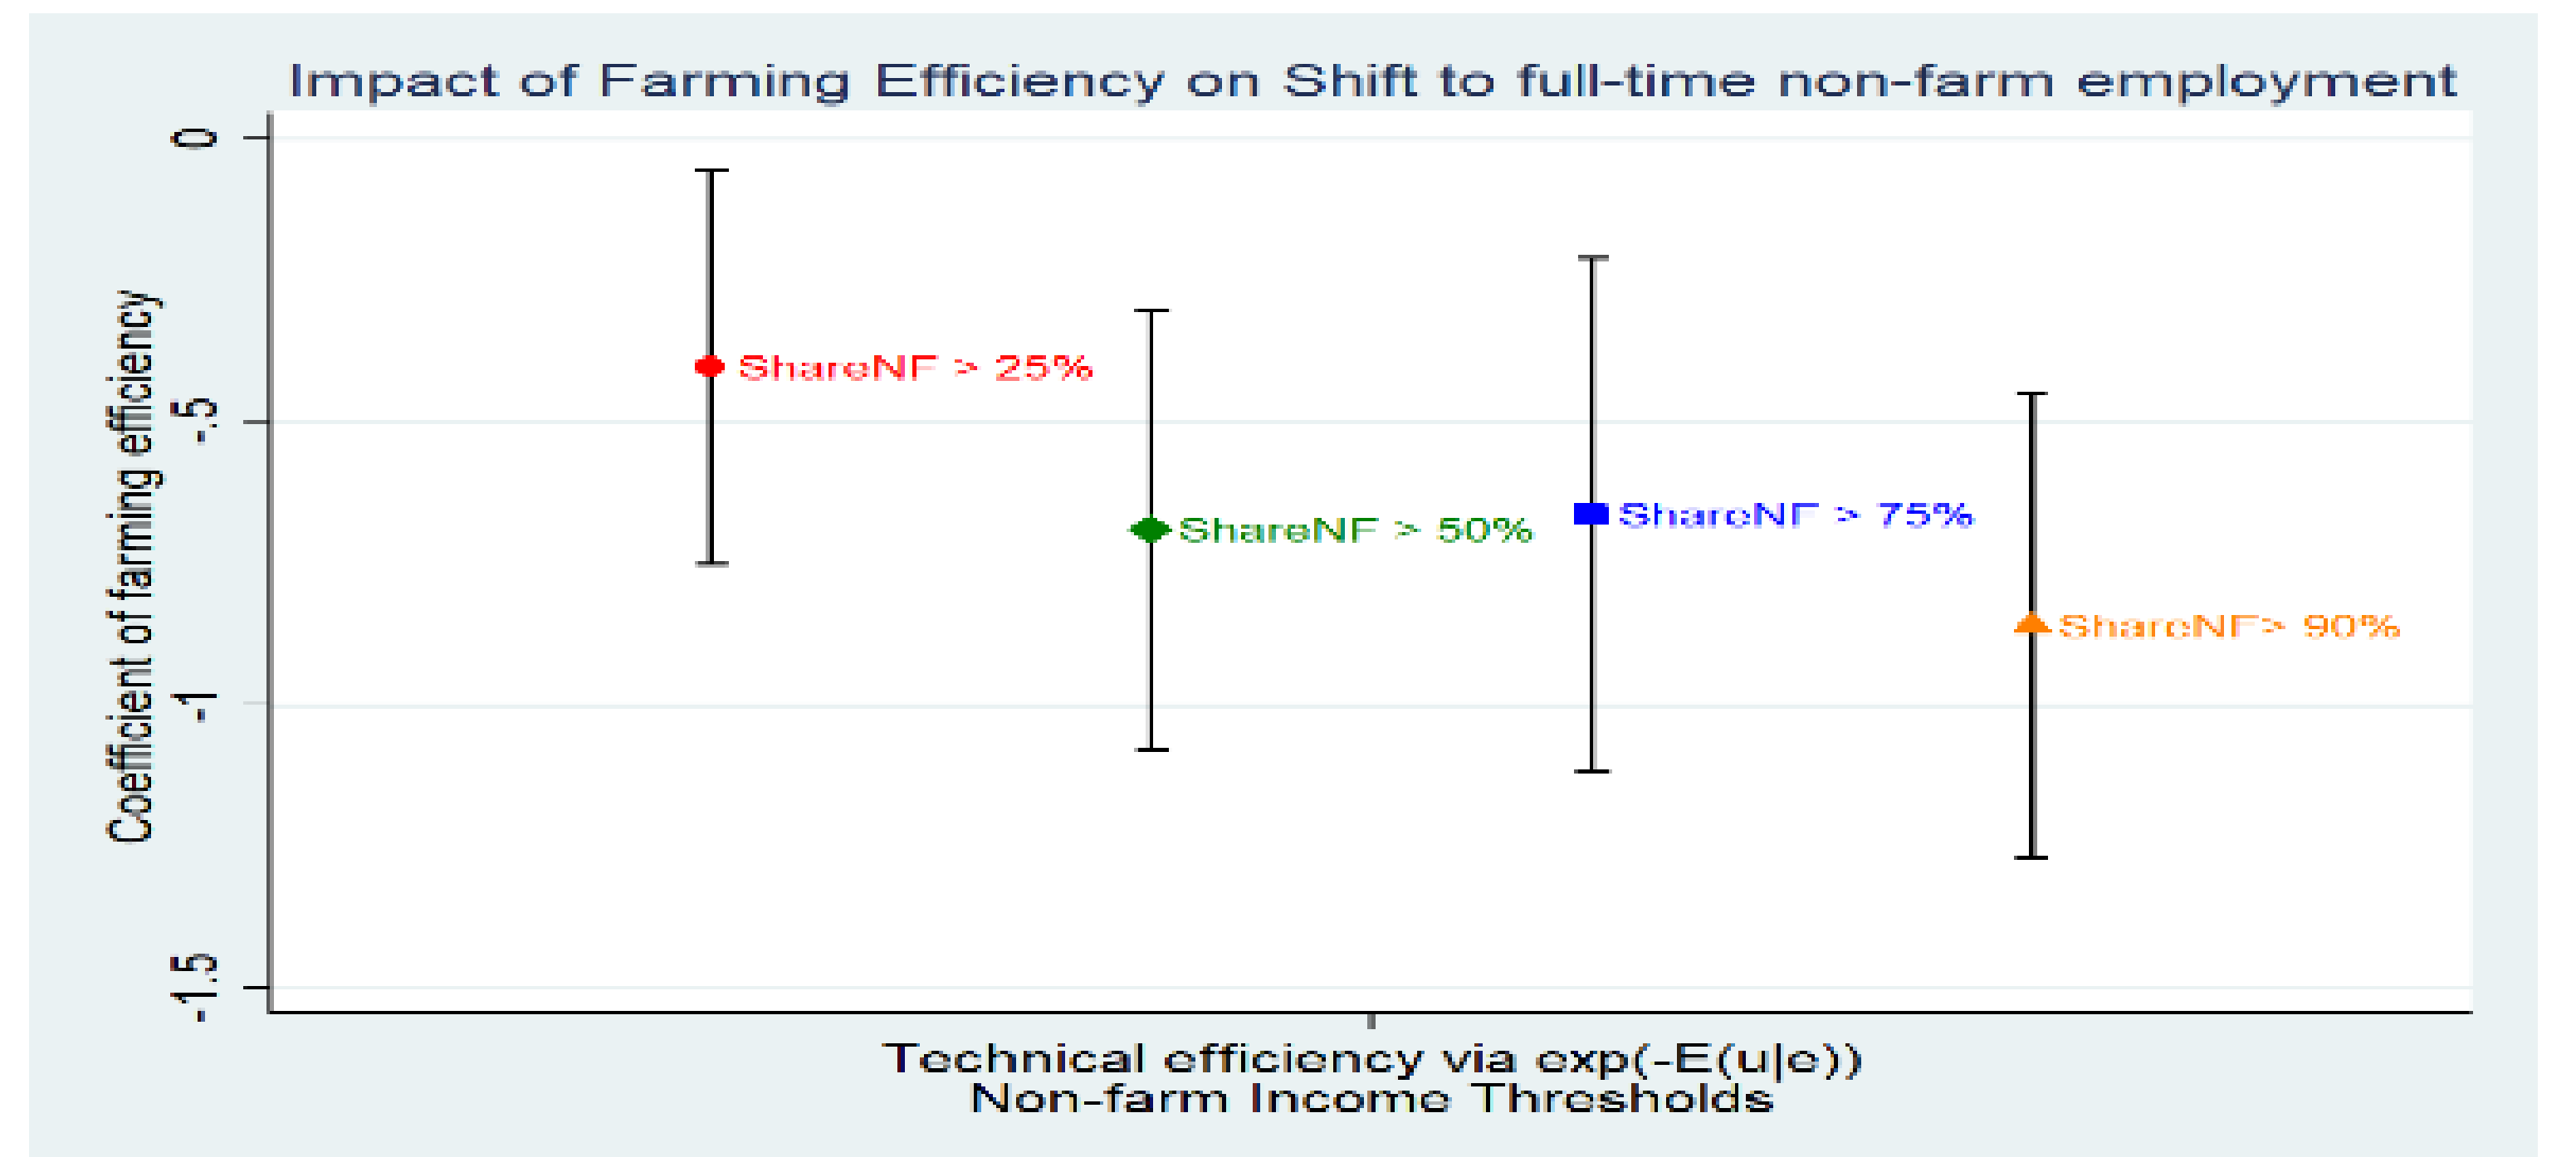 Impact of Farming Efficiency on Shift to full-time non-farm employment
Coefficient of farming efficiency
0
-.5
-1
-1.5
ShareNF > 25%
ShareNF > 50%
ShareNF > 75%
ShareNF> 90%
Technical efficiency via exp(-E(u|e))
Non-farm Income Thresholds